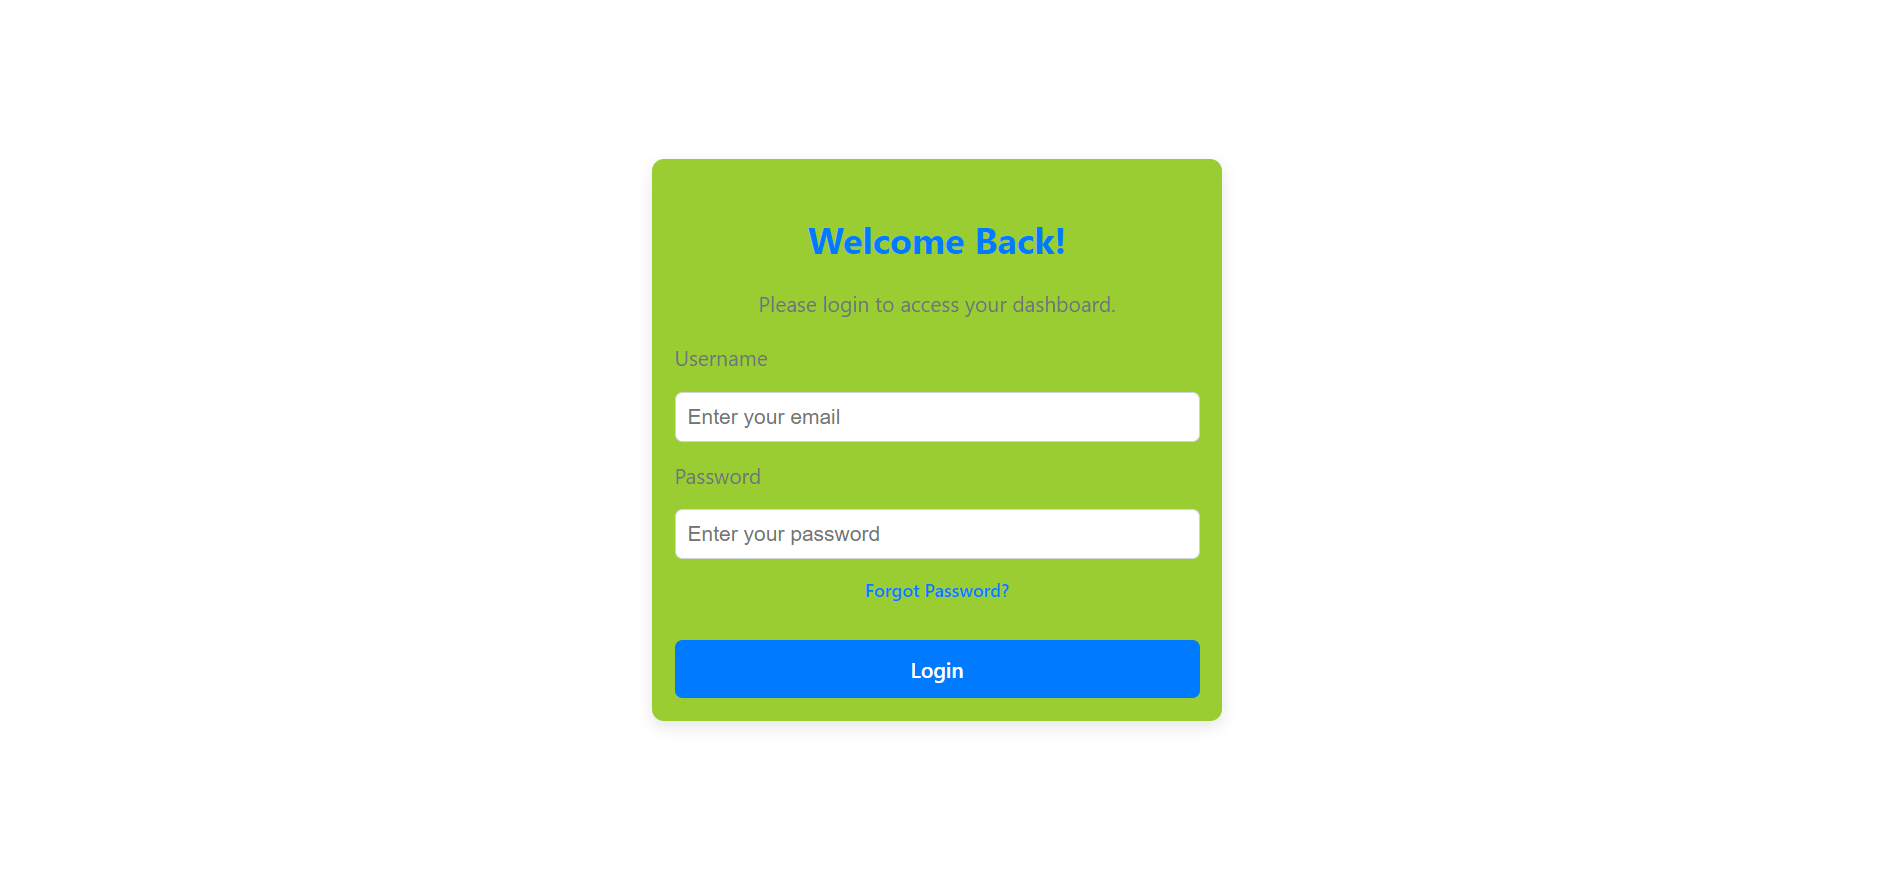 Welcome Back!
Please login to access your dashboard.
Username
Enter your email
Password
Enter your password
Forgot Password?
Login